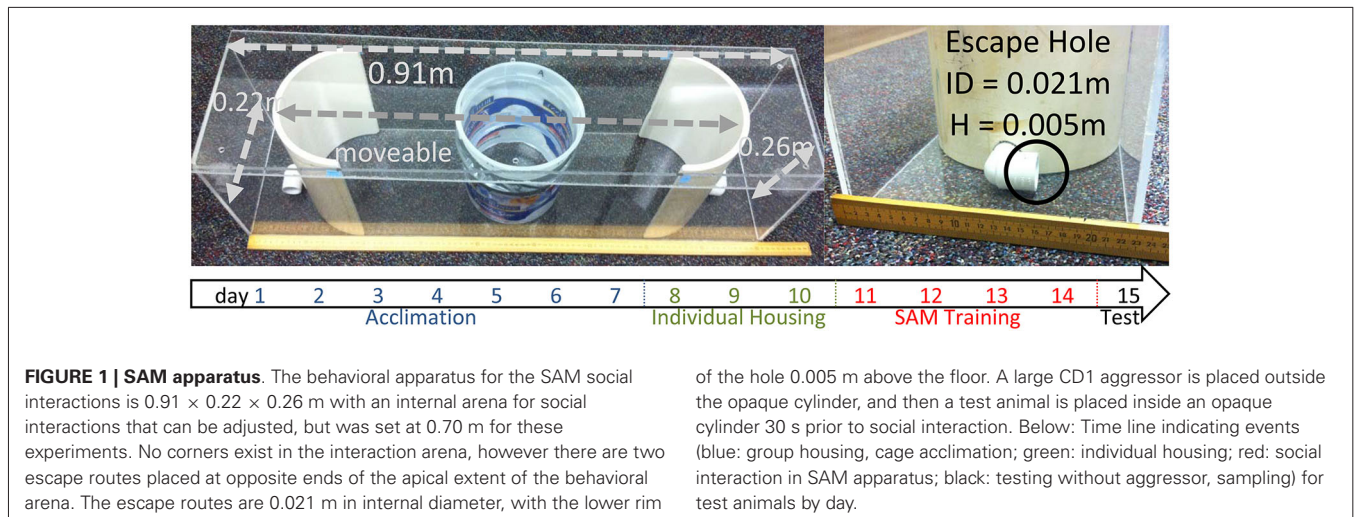 0.91m
0.22m
moveable
0.26m
Escape Hole
ID = 0.021m
H = 0.005m
day 1 2 3 4 5 6 7 8 9 10 11 12 13 14 15
Acclimation Individual Housing SAM Training Test
FIGURE 1 | SAM apparatus. The behavioral apparatus for the SAM social
interactions is 0.91 × 0.22 × 0.26 m with an internal arena for social
interactions that can be adjusted, but was set at 0.70 m for these
experiments. No corners exist in the interaction arena, however there are two
escape routes placed at opposite ends of the apical extent of the behavioral
arena. The escape routes are 0.021 m in internal diameter, with the lower rim
of the hole 0.005 m above the floor. A large CD1 aggressor is placed outside
the opaque cylinder, and then a test animal is placed inside an opaque
cylinder 30 s prior to social interaction. Below: Time line indicating events
(blue: group housing, cage acclimation; green: individual housing; red: social
interaction in SAM apparatus; black: testing without aggressor, sampling) for
test animals by day.